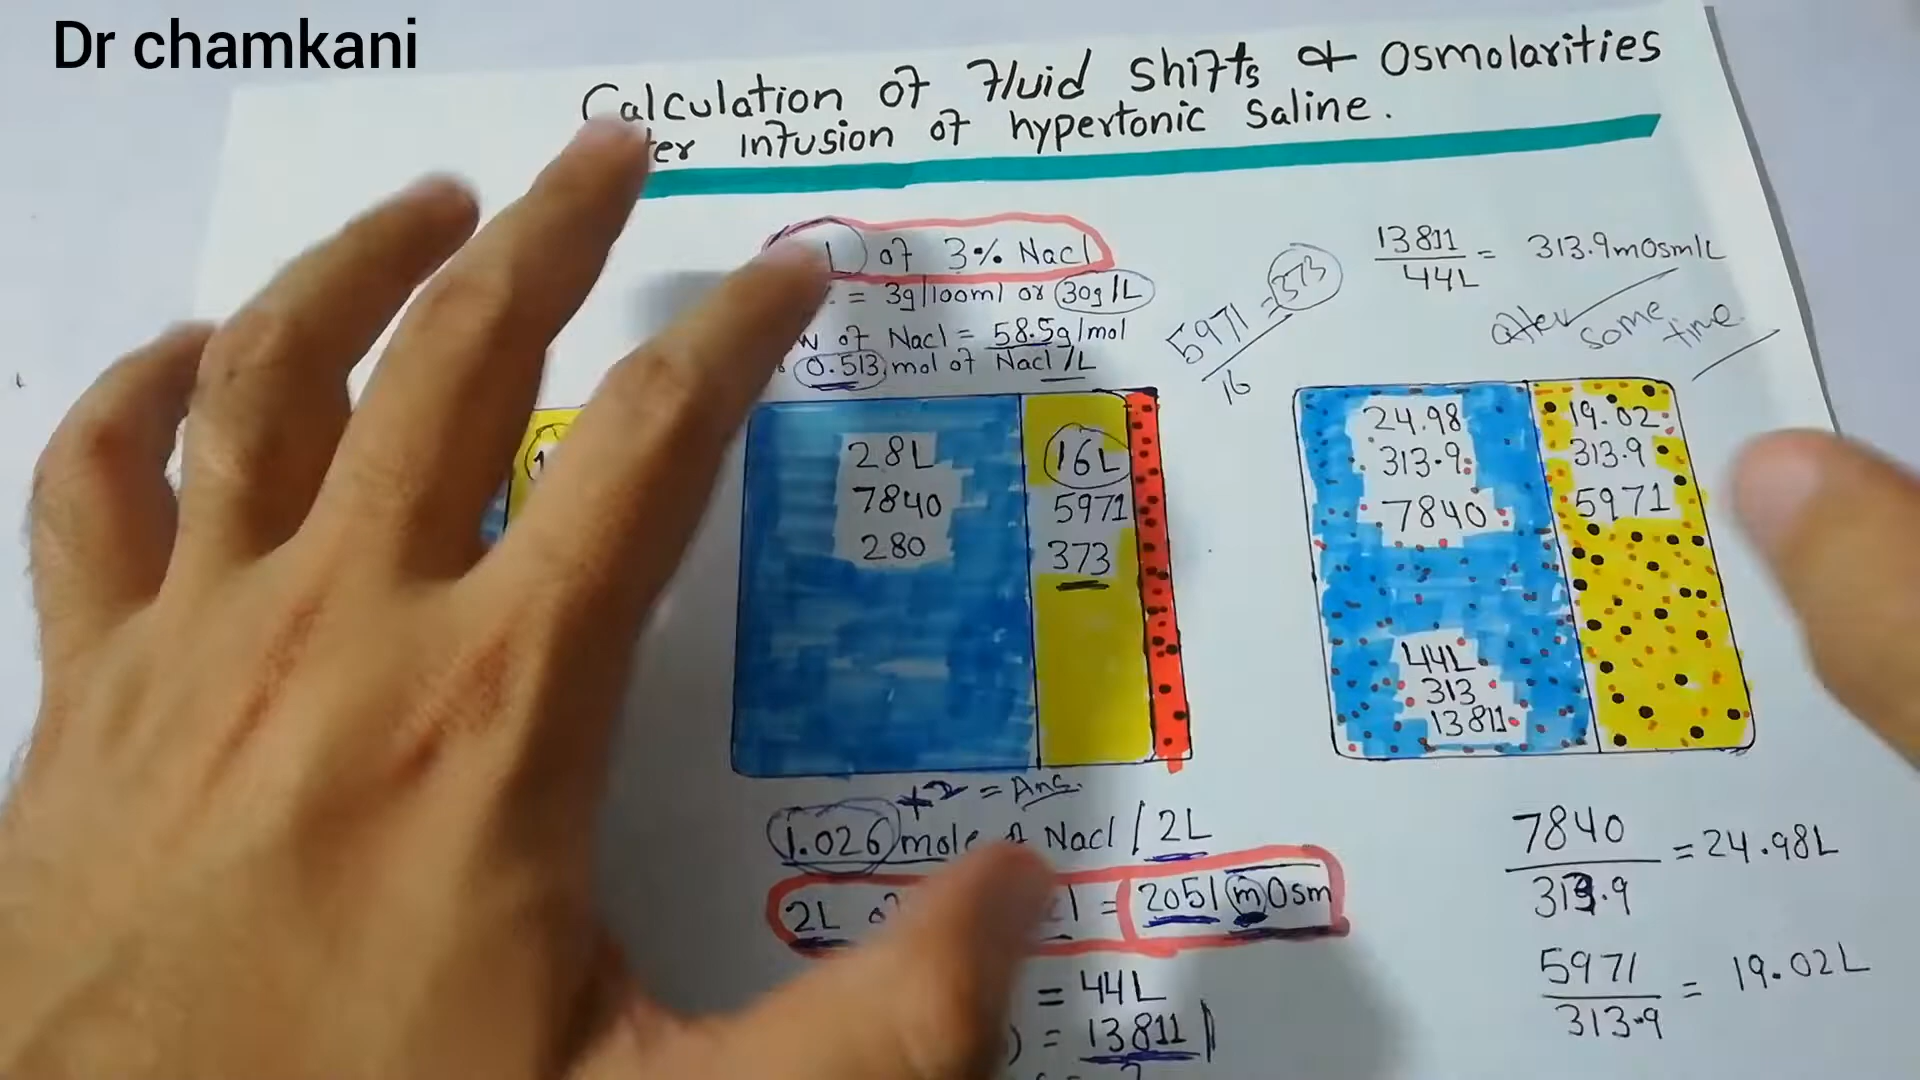 Dr chamkani
Calculation of Fluid Shifts & Osmolarities
Infusion of hypertonic Saline.
L of 3% Nacl
= 3g/100ml or 30g/L
of Nacl = 58.5g/mol
0.513 mol of Nacl/L
5971
16
= 373
13811
44L
= 313.9mOsm/L
after some time
28L
7840
280
16L
5971
373
24.98
313.9
7840
44L
313
13811
19.02
313.9
5971
= Ans.
1.026 mole of Nacl / 2L
2L
= 2051 mOsm
= 44L
= 13811
7840
313.9
= 24.98L
5971
313.9
= 19.02L